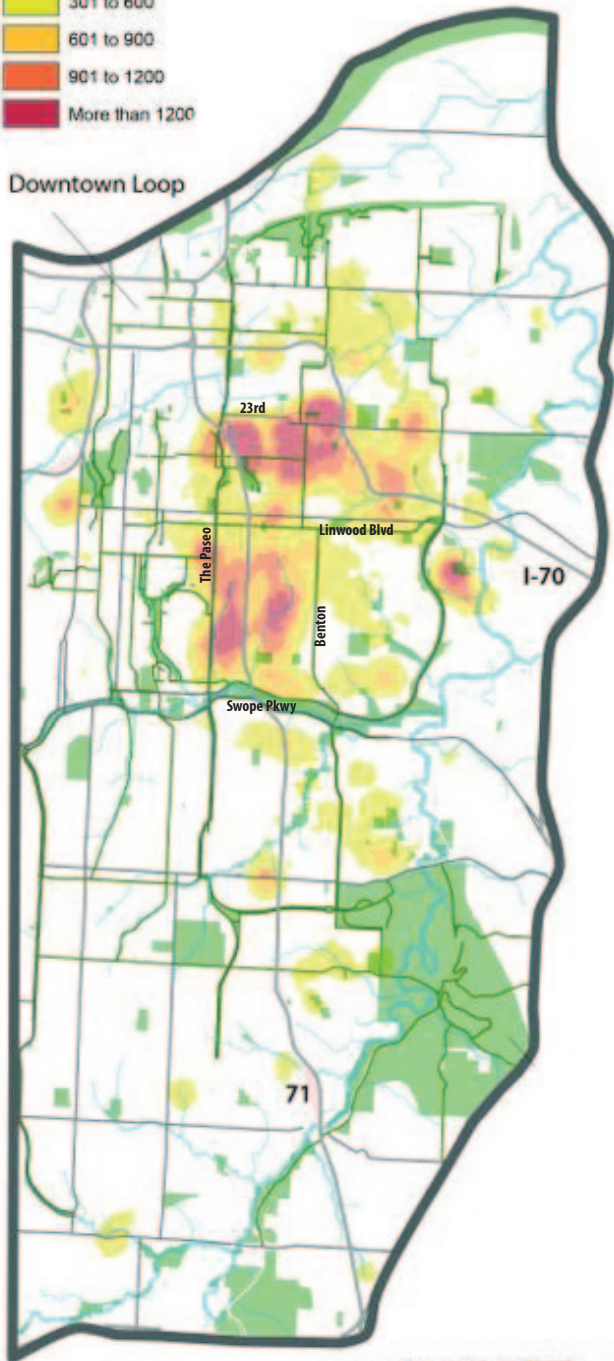 301 to 600
601 to 900
901 to 1200
More than 1200
Downtown Loop
23rd
Linwood Blvd
The Paseo
I-70
Benton
Swope Pkwy
71